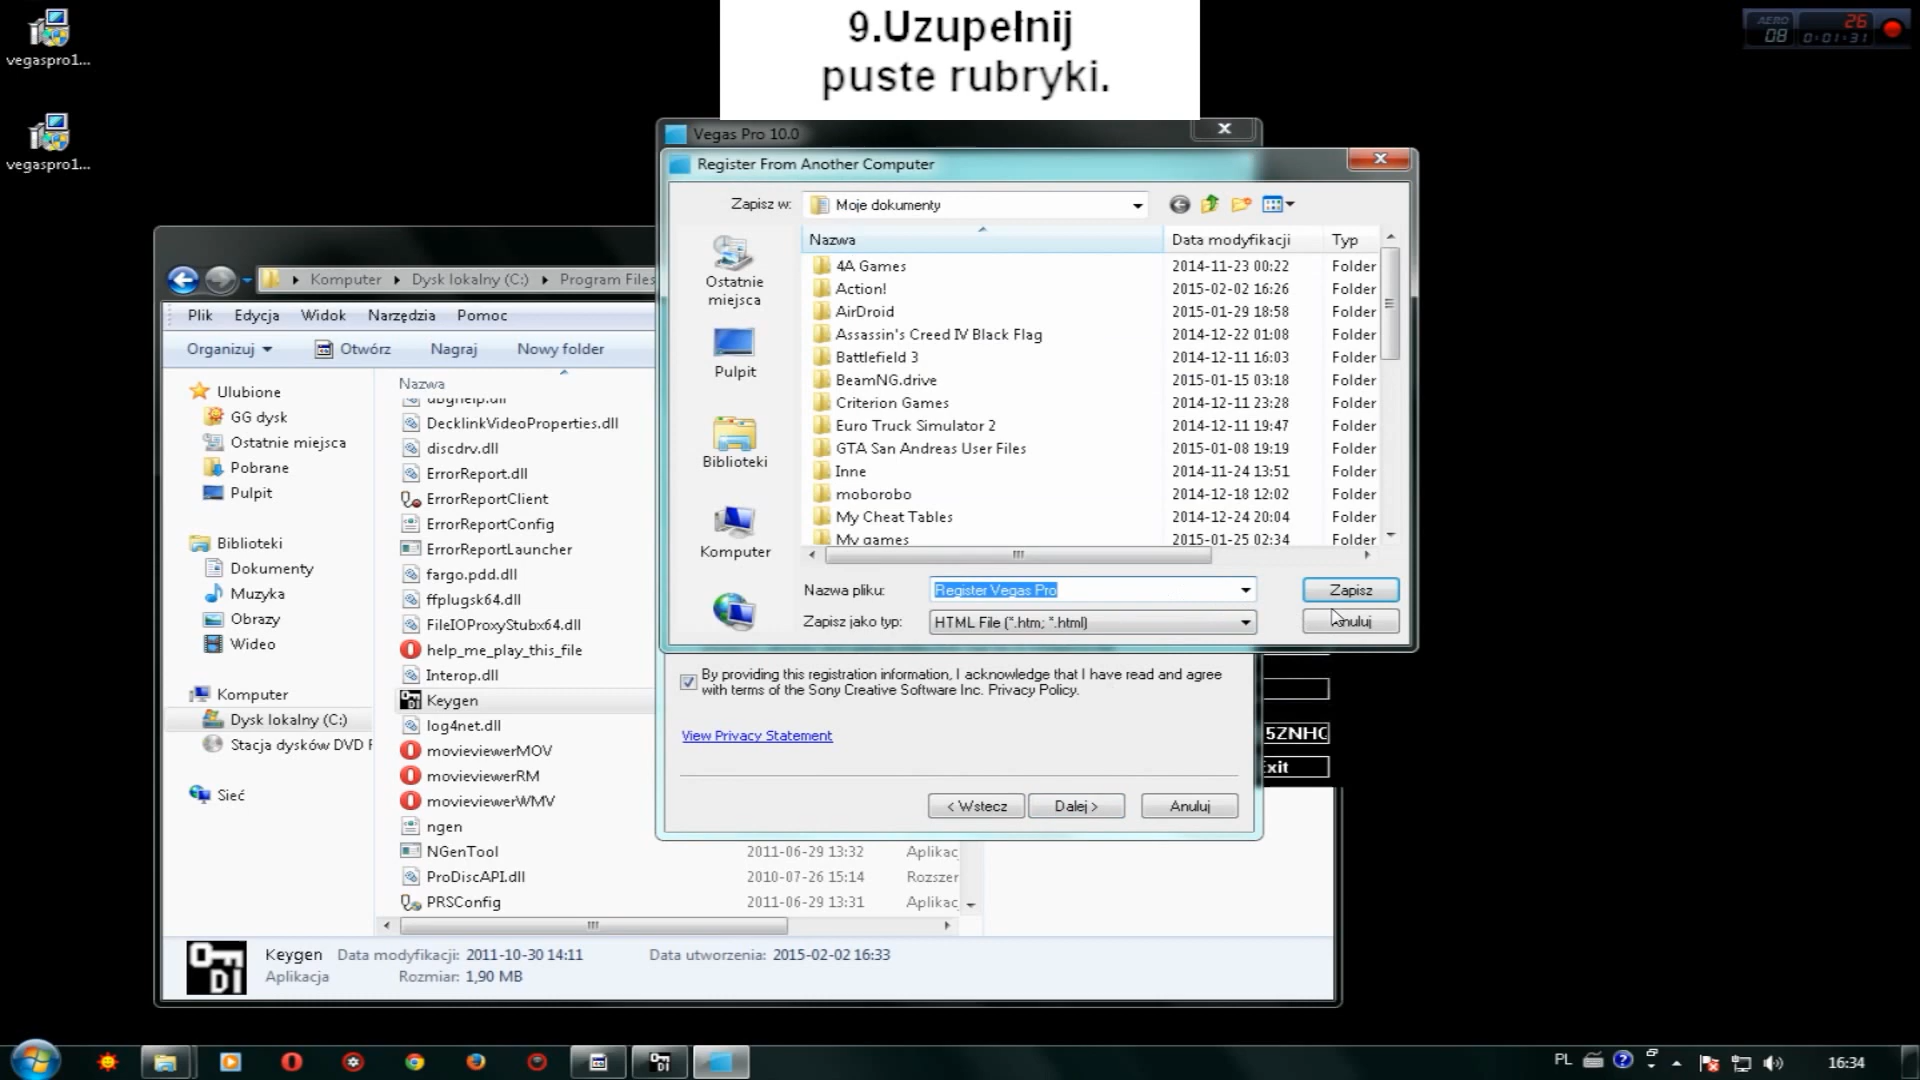 9.Uzupełnij
puste rubryki.
vegaspro1...
vegaspro1...
AERO
08
26
0:01:31
Vegas Pro 10.0
Register From Another Computer
Zapisz w:
Moje dokumenty
Nazwa
Data modyfikacji
Typ
Ostatnie
miejsca
Pulpit
Biblioteki
Komputer
4A Games 2014-11-23 00:22 Folder
Action! 2015-02-02 16:26 Folder
AirDroid 2015-01-29 18:58 Folder
Assassin's Creed IV Black Flag 2014-12-22 01:08 Folder
Battlefield 3 2014-12-11 16:03 Folder
BeamNG.drive 2015-01-15 03:18 Folder
Criterion Games 2014-12-11 23:28 Folder
Euro Truck Simulator 2 2014-12-11 19:47 Folder
GTA San Andreas User Files 2015-01-08 19:19 Folder
Inne 2014-11-24 13:51 Folder
moborobo 2014-12-18 12:02 Folder
My Cheat Tables 2014-12-24 20:04 Folder
My games 2015-01-25 02:34 Folder
Nazwa pliku:
Register Vegas Pro
Zapisz
Zapisz jako typ:
HTML File (*.htm; *.html)
By providing this registration information, I acknowledge that I have read and agree
with terms of the Sony Creative Software Inc. Privacy Policy.
View Privacy Statement
< Wstecz
Dalej >
Anuluj
5ZNHC
Komputer
Dysk lokalny (C:)
Program Files
Plik
Edycja
Widok
Narzędzia
Pomoc
Organizuj
Otwórz
Nagraj
Nowy folder
Ulubione
GG dysk
Ostatnie miejsca
Pobrane
Pulpit
Biblioteki
Dokumenty
Muzyka
Obrazy
Wideo
Komputer
Dysk lokalny (C:)
Stacja dysków DVD
Sieć
Nazwa
DecklinkVideoProperties.dll
discdrv.dll
ErrorReport.dll
ErrorReportClient
ErrorReportConfig
ErrorReportLauncher
fargo.pdd.dll
ffplugsk64.dll
FileIOProxyStubx64.dll
help_me_play_this_file
Interop.dll
Keygen
log4net.dll
movieviewerMOV
movieviewerRM
movieviewerWMV
ngen
NGenTool 2011-06-29 13:32 Aplikac
ProDiscAPI.dll 2010-07-26 15:14 Rozszer
PRSConfig 2011-06-29 13:31 Aplikac
Keygen Data modyfikacji: 2011-10-30 14:11 Data utworzenia: 2015-02-02 16:33
Aplikacja Rozmiar: 1,90 MB
PL
16:34